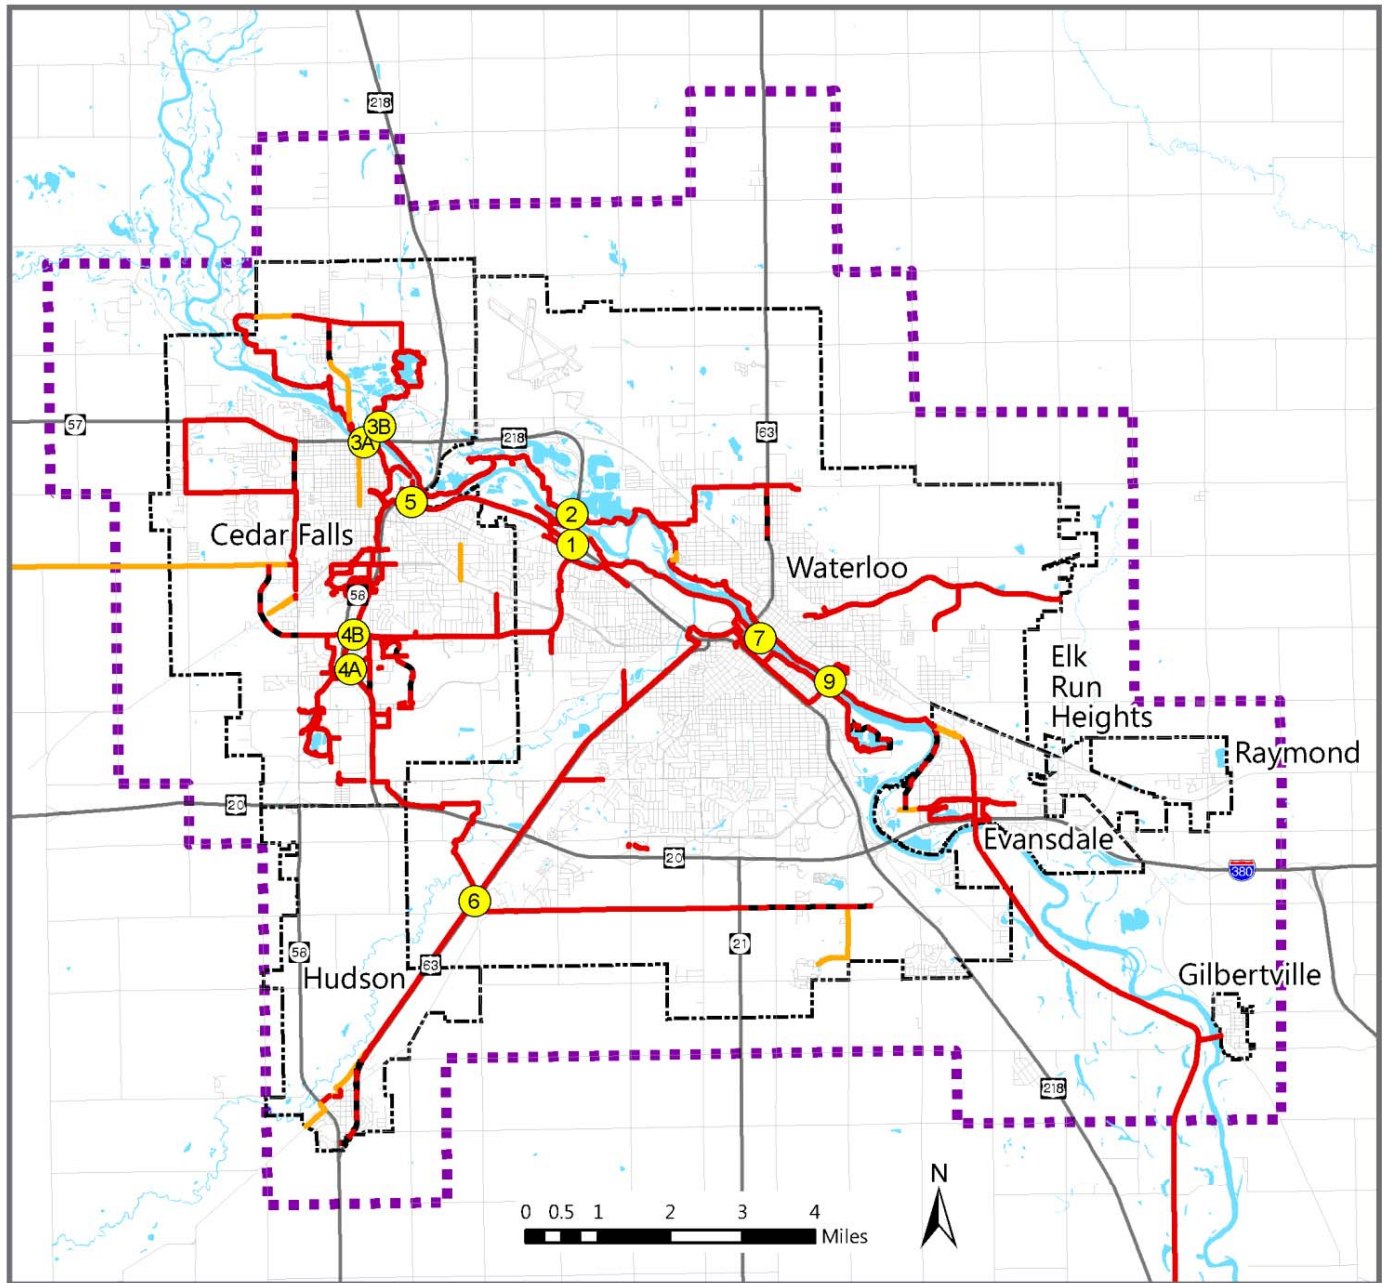 218
57
3B
3A
218
63
5
2
1
Cedar Falls
Waterloo
58
4B
4A
7
9
Elk
Run
Heights
Raymond
20
Evansdale
20
380
6
21
58
Hudson
63
Gilbertville
218
N
0 0.5 1 2 3 4
Miles